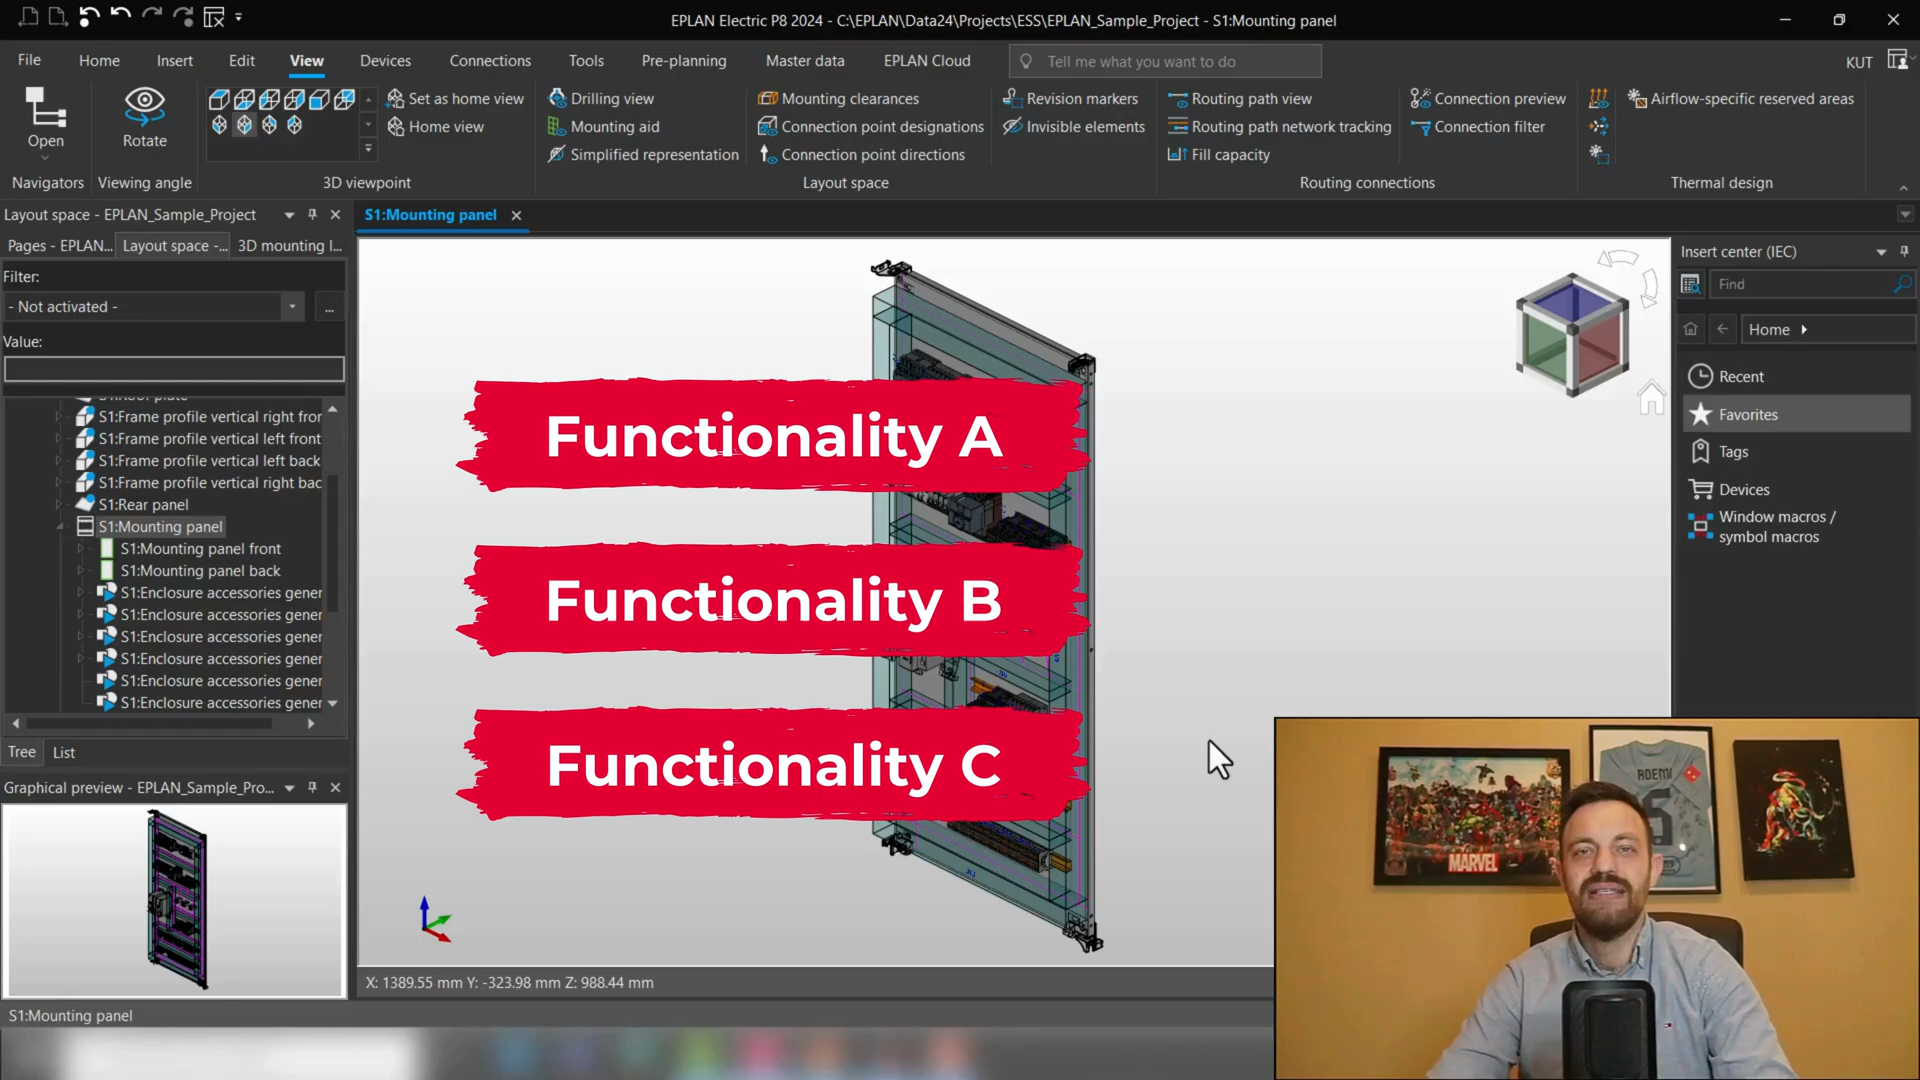 EPLAN Electric P8 2024 - C:\EPLAN\Data24\Projects\ESS\EPLAN_Sample_Project - S1:Mounting panel
File Home Insert Edit View Devices Connections Tools Pre-planning Master data EPLAN Cloud Tell me what you want to do KUT
Open
Rotate
Set as home view
Home view
Drilling view
Mounting aid
Simplified representation
Mounting clearances
Connection point designations
Connection point directions
Revision markers
Invisible elements
Routing path view
Routing path network tracking
Fill capacity
Connection preview
Connection filter
Airflow-specific reserved areas
Navigators Viewing angle 3D viewpoint Layout space Routing connections Thermal design
Layout space - EPLAN_Sample_Project
Pages - EPLAN... Layout space -... 3D mounting l...
Filter:
- Not activated -
...
Value:
S1:Frame profile vertical right fror
S1:Frame profile vertical left front
S1:Frame profile vertical left back
S1:Frame profile vertical right bac
S1:Rear panel
S1:Mounting panel
S1:Mounting panel front
S1:Mounting panel back
S1:Enclosure accessories gener
S1:Enclosure accessories gener
S1:Enclosure accessories gener
S1:Enclosure accessories gener
S1:Enclosure accessories gener
S1:Enclosure accessories gener
Tree List
Graphical preview - EPLAN_Sample_Pro...
S1:Mounting panel
S1:Mounting panel
Functionality A
Functionality B
Functionality C
X: 1389.55 mm Y: -323.98 mm Z: 988.44 mm
Insert center (IEC)
Find
Home
Recent
Favorites
Tags
Devices
Window macros /
symbol macros
MARVEL
ADEMI